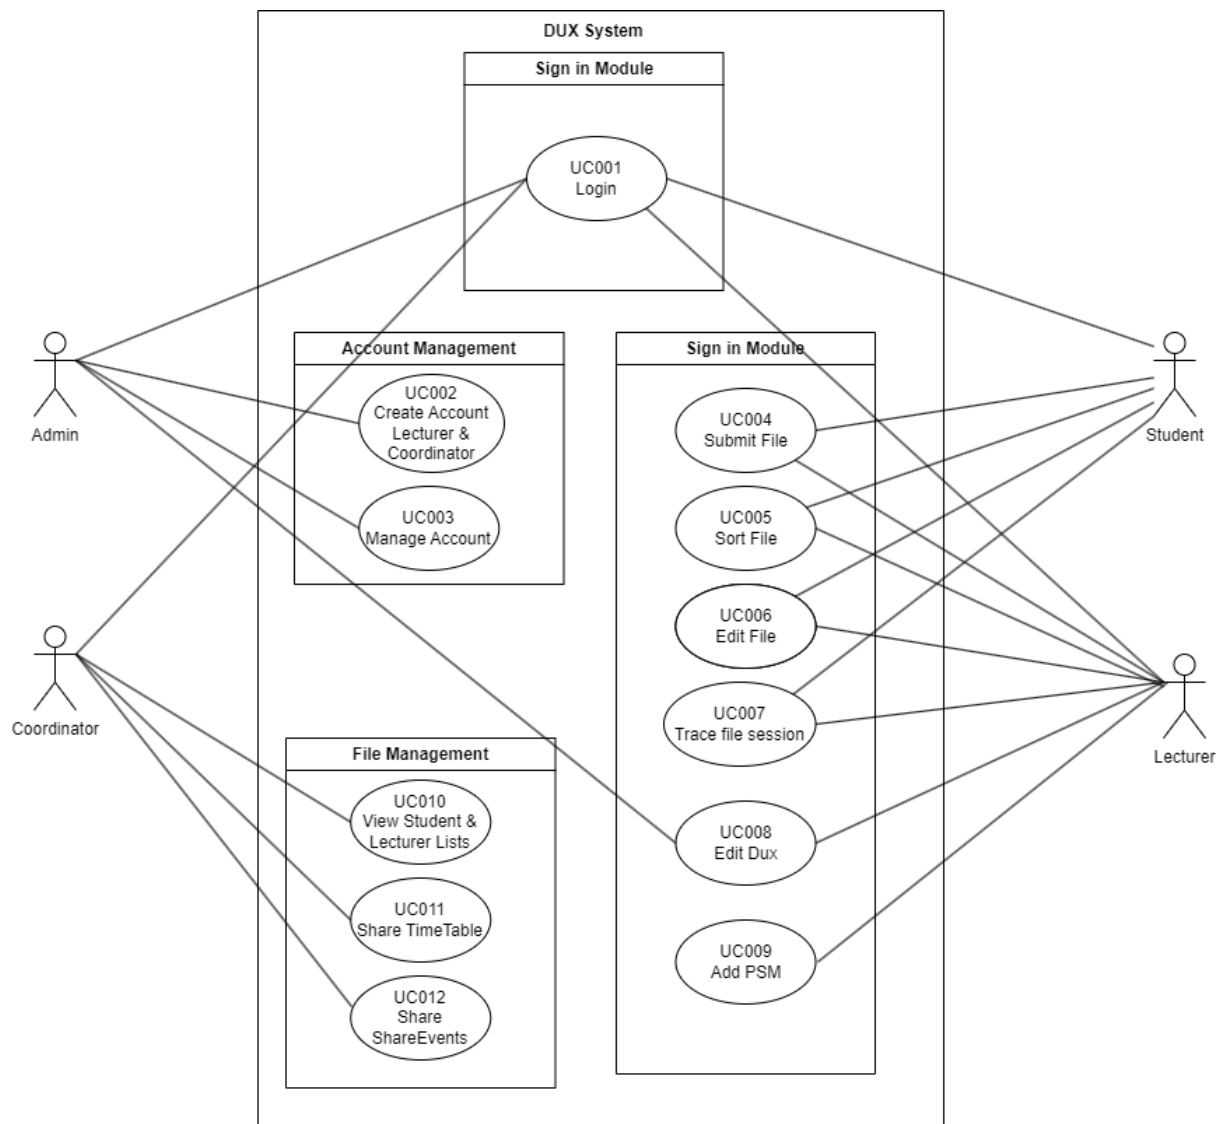 DUX System
Sign in Module
UC001
Login
Account Management
UC002
Create Account
Lecturer &
Coordinator
UC003
Manage Account
Sign in Module
UC004
Submit File
UC005
Sort File
UC006
Edit File
UC007
Trace file session
UC008
Edit Dux
UC009
Add PSM
File Management
UC010
View Student &
Lecturer Lists
UC011
Share TimeTable
UC012
Share
ShareEvents
Admin
Coordinator
Student
Lecturer